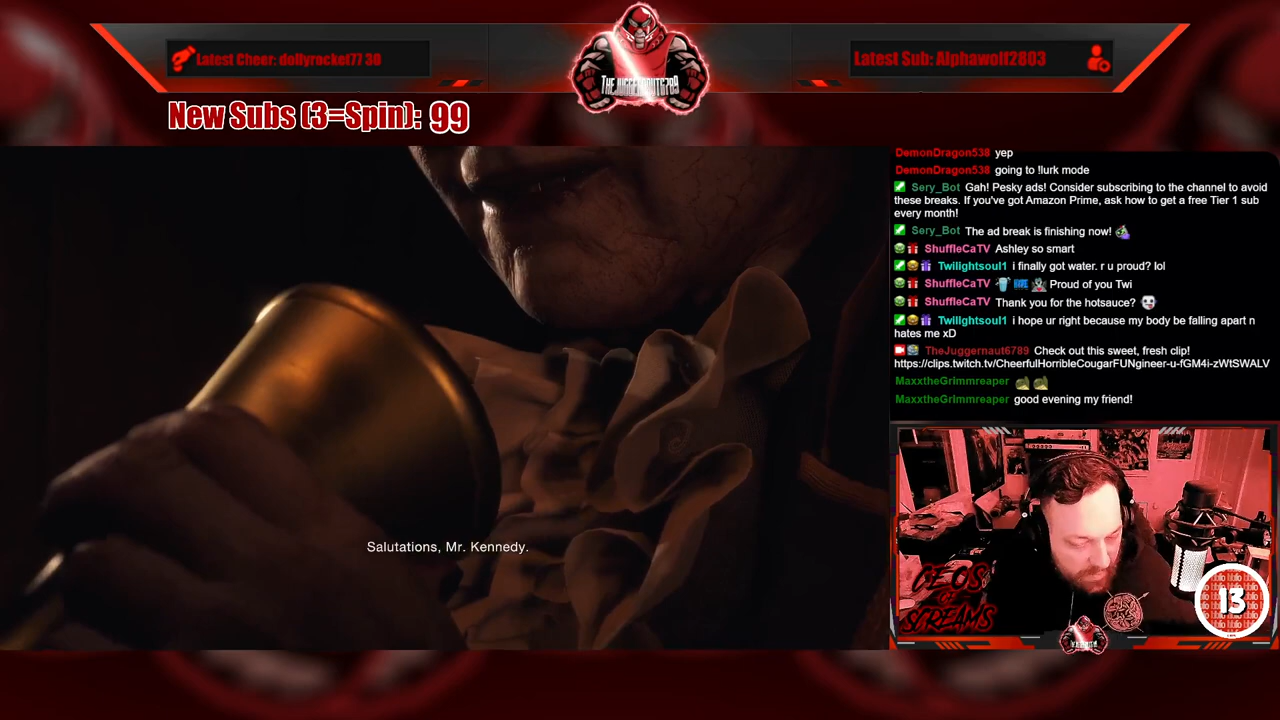 Latest Cheer: dollyrocket77 30
THEJUGGERNAUT6789
Latest Sub: Alphawolf2803
New Subs (3=Spin): 99
DemonDragon538 yep
DemonDragon538 going to !lurk mode
Sery_Bot Gah! Pesky ads! Consider subscribing to the channel to avoid
these breaks. If you've got Amazon Prime, ask how to get a free Tier 1 sub
every month!
Sery_Bot The ad break is finishing now!
ShuffleCaTV Ashley so smart
Twilightsoul1 i finally got water. r u proud? lol
ShuffleCaTV HYPE Proud of you Twi
ShuffleCaTV Thank you for the hotsauce?
Twilightsoul1 i hope ur right because my body be falling apart n
hates me xD
TheJuggernaut6789 Check out this sweet, fresh clip!
https://clips.twitch.tv/CheerfulHorribleCougarFUNgineer-u-fGM4i-zWtSWALV
MaxxtheGrimmreaper
MaxxtheGrimmreaper good evening my friend!
Salutations, Mr. Kennedy.
GEOS
OF
SCREAMS
13